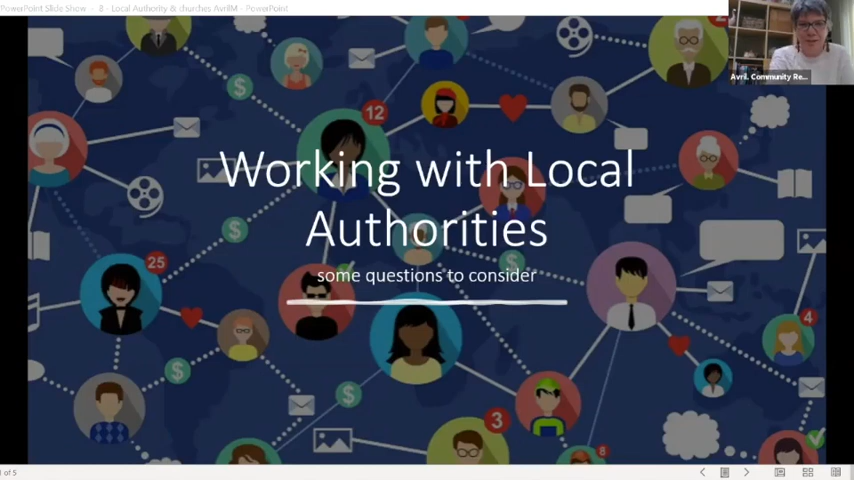 PowerPoint Slide Show - 8 - Local Authority & churches AvrilM - PowerPoint
Avril. Community Re...
12
Working with Local
Authorities
some questions to consider
25
4
3
8
1 of 5